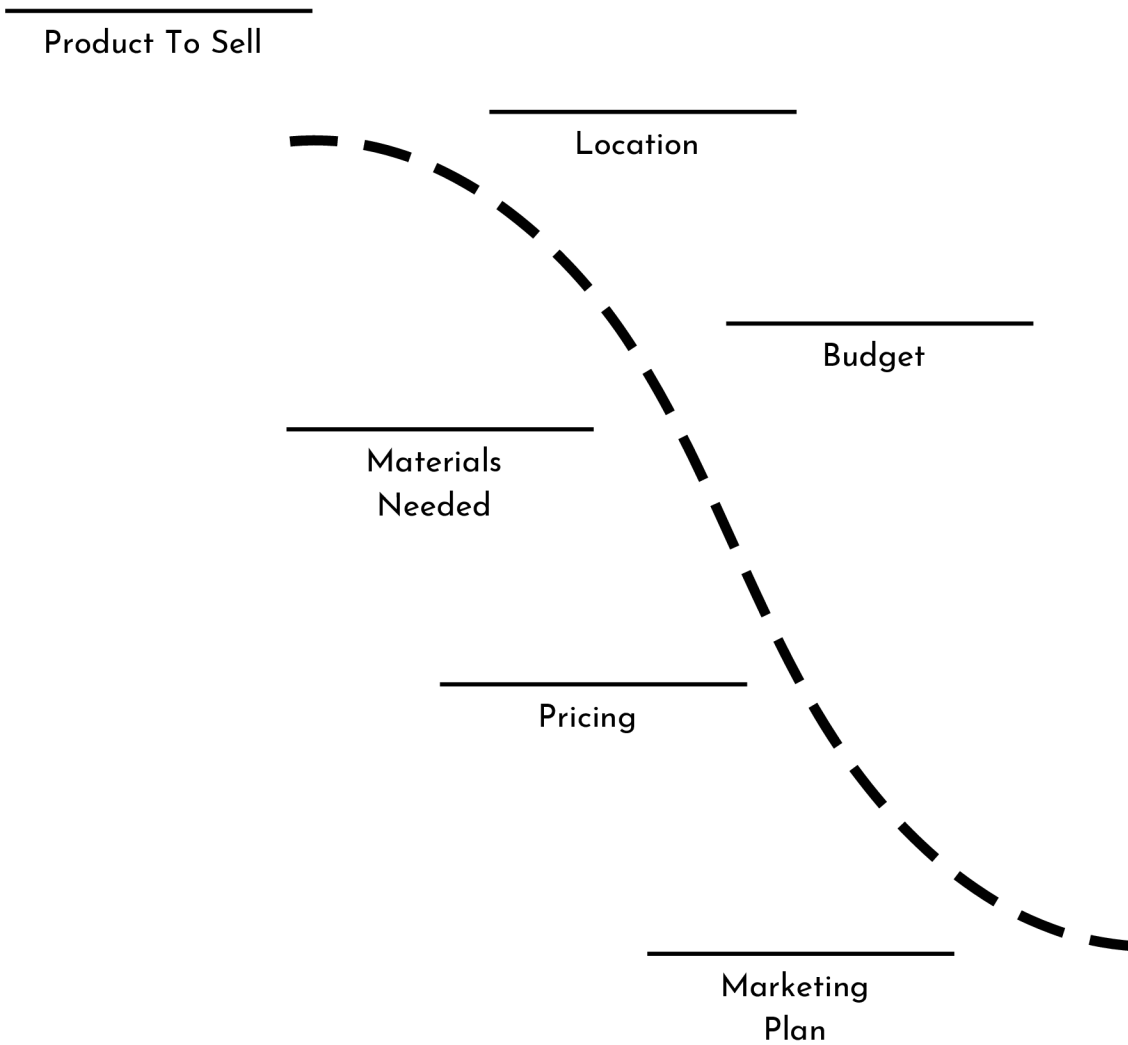 Product To Sell
Location
Budget
Materials
Needed
Pricing
Marketing
Plan